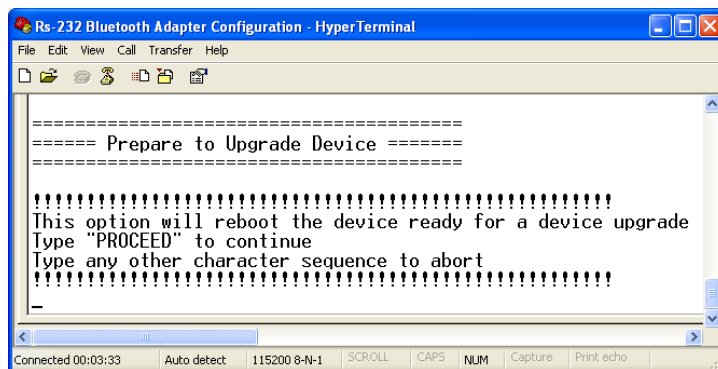 Rs-232 Bluetooth Adapter Configuration - HyperTerminal
File Edit View Call Transfer Help
========================================
====== Prepare to Upgrade Device =======
========================================
!!!!!!!!!!!!!!!!!!!!!!!!!!!!!!!!!!!!!!!!!!!!!!!!!!!!!!
This option will reboot the device ready for a device upgrade
Type "PROCEED" to continue
Type any other character sequence to abort
!!!!!!!!!!!!!!!!!!!!!!!!!!!!!!!!!!!!!!!!!!!!!!!!!!!!!!
_
Connected 00:03:33 Auto detect 115200 8-N-1 SCROLL CAPS NUM Capture Print echo